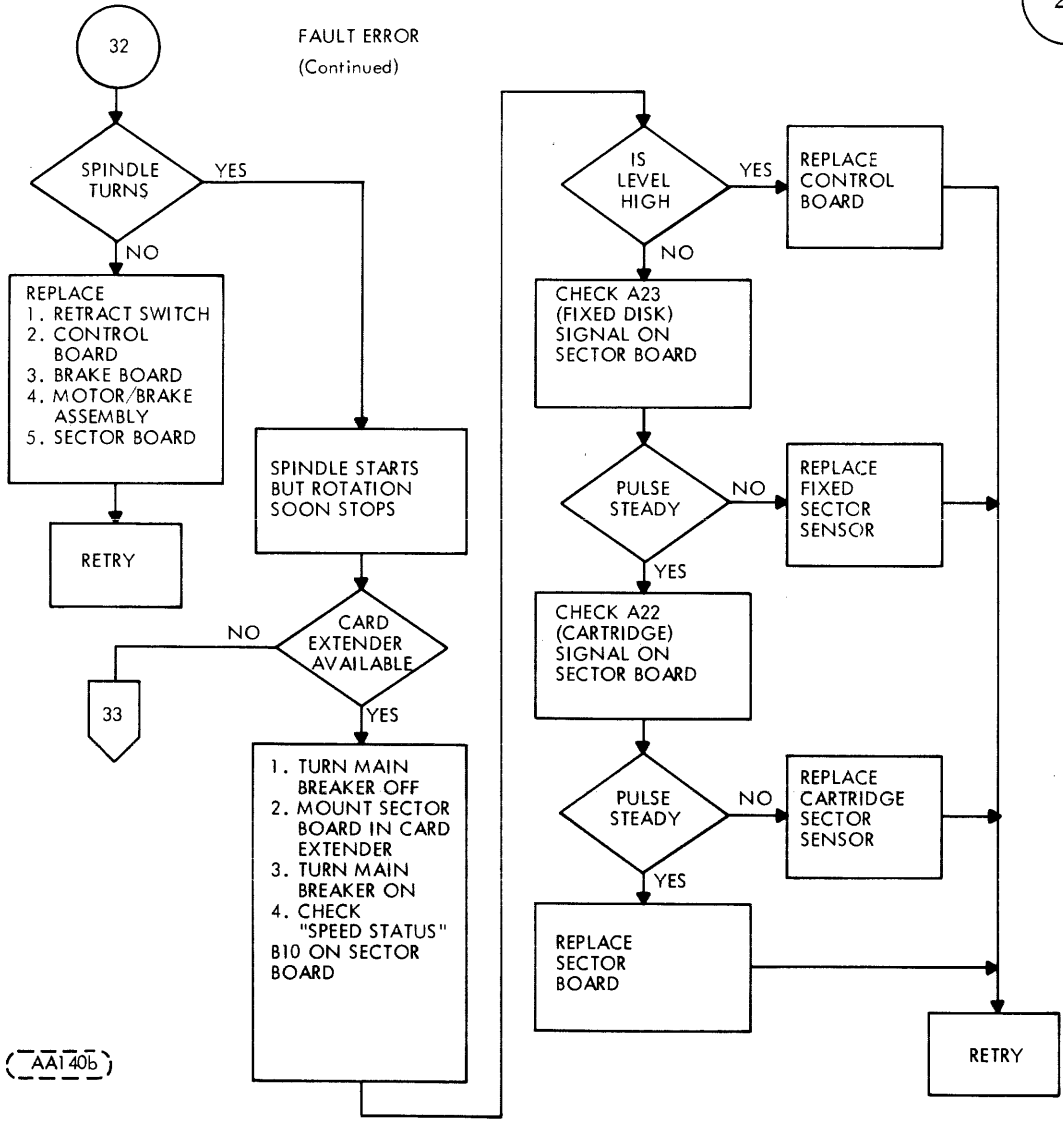 2
32
FAULT ERROR
(Continued)
SPINDLE
TURNS
YES
NO
REPLACE
1. RETRACT SWITCH
2. CONTROL
BOARD
3. BRAKE BOARD
4. MOTOR/BRAKE
ASSEMBLY
5. SECTOR BOARD
RETRY
SPINDLE STARTS
BUT ROTATION
SOON STOPS
CARD
EXTENDER
AVAILABLE
NO
33
YES
1. TURN MAIN
BREAKER OFF
2. MOUNT SECTOR
BOARD IN CARD
EXTENDER
3. TURN MAIN
BREAKER ON
4. CHECK
"SPEED STATUS"
B10 ON SECTOR
BOARD
IS
LEVEL
HIGH
YES
REPLACE
CONTROL
BOARD
NO
CHECK A23
(FIXED DISK)
SIGNAL ON
SECTOR BOARD
PULSE
STEADY
NO
REPLACE
FIXED
SECTOR
SENSOR
YES
CHECK A22
(CARTRIDGE)
SIGNAL ON
SECTOR BOARD
PULSE
STEADY
NO
REPLACE
CARTRIDGE
SECTOR
SENSOR
YES
REPLACE
SECTOR
BOARD
RETRY
AA140b